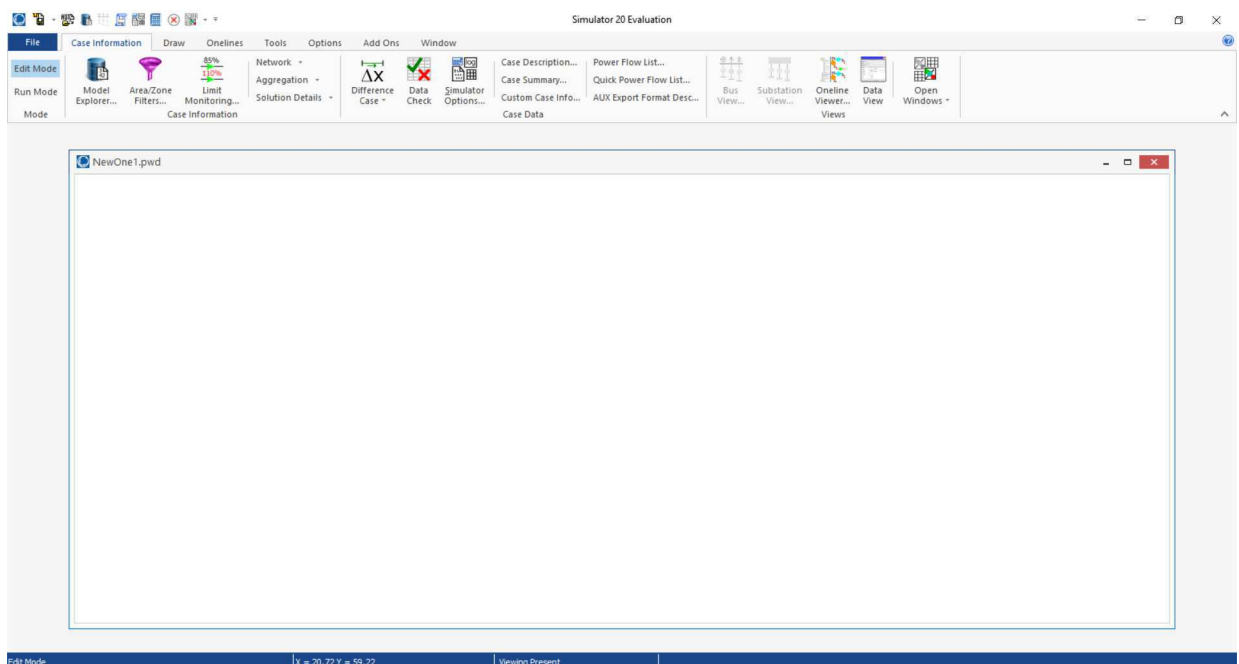 Simulator 20 Evaluation
File Case Information Draw Onelines Tools Options Add Ons Window
Edit Mode
Run Mode
Mode
Model Explorer...
Area/Zone Filters...
85%
110%
Limit Monitoring...
Network
Aggregation
Solution Details
Case Information
ΔX
Difference Case
Data Check
LOG
Simulator Options...
Case Description...
Case Summary...
Custom Case Info...
Power Flow List...
Quick Power Flow List...
AUX Export Format Desc...
Case Data
Bus View...
Substation View...
Oneline Viewer...
Data View
Open Windows
Views
NewOne1.pwd
Edit Mode X = 20.72 Y = 59.22 Viewing Present